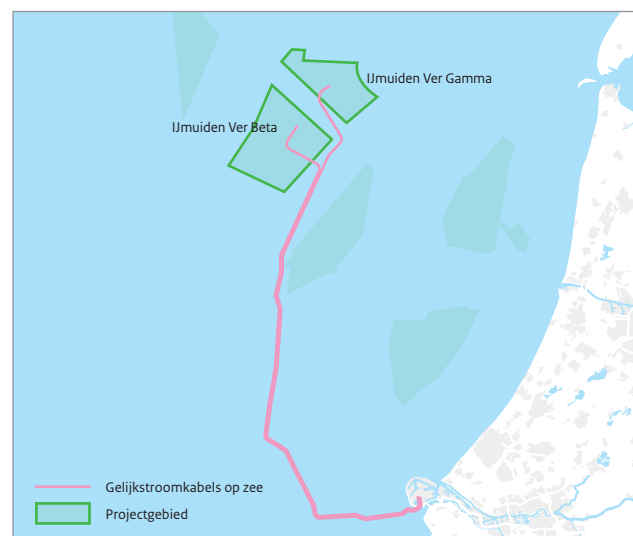 IJmuiden Ver Gamma
IJmuiden Ver Beta
Gelijkstroomkabels op zee
Projectgebied